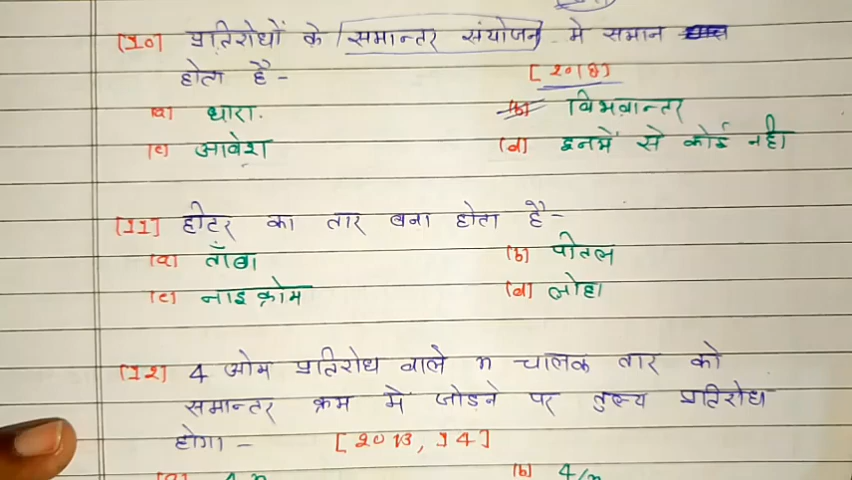 [10] प्रतिरोधों के समान्तर संयोजन मे समान
होता है - [2018]
(a) धारा. (b) विभवान्तर
(c) आवेश (d) इनमें से कोई नही
[11] हीटर का तार बना होता है -
(a) ताँबा (b) पीतल
(c) नाइक्रोम (d) लोहा
[12] 4 ओम प्रतिरोध वाले n चालक तार को
समान्तर क्रम में जोड़ने पर तुल्य प्रतिरोध
होगा - [2013, 14]
(a) 4n (b) 4/n